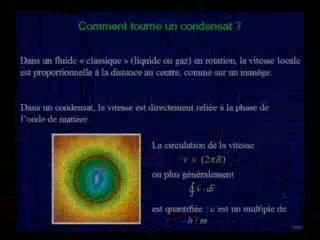 Comment tourne un condensat ?
Dans un fluide « classique » (liquide ou gaz) en rotation, la vitesse locale
est proportionnelle à la distance au centre, comme sur un manège.
Dans un condensat, la vitesse est directement reliée à la phase de
l'onde de matière
La circulation de la vitesse
v × (2πR)
ou plus généralement
∮ v⃗ · dr⃗
est quantifiée : c'est un multiple de
h / m